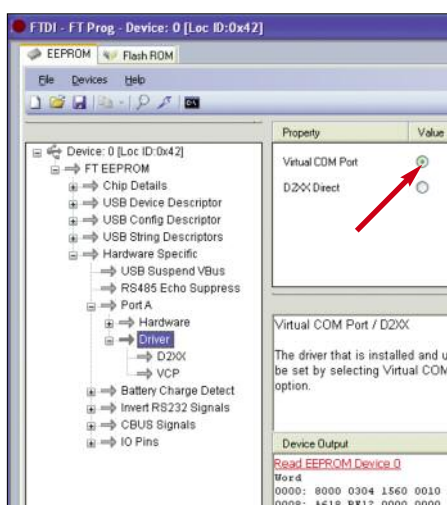 FTDI - FT Prog - Device: 0 [Loc ID:0x42]
EEPROM Flash ROM
File Devices Help
Property Value
Device: 0 [Loc ID:0x42]
Virtual COM Port
FT EEPROM
D2XX Direct
Chip Details
USB Device Descriptor
USB Config Descriptor
USB String Descriptors
Hardware Specific
USB Suspend VBus
RS485 Echo Suppress
Port A
Hardware
Driver
D2XX
VCP
Battery Charge Detect
Invert RS232 Signals
CBUS Signals
IO Pins
Virtual COM Port / D2XX
The driver that is installed and u
be set by selecting Virtual COM
option.
Device Output
Read EEPROM Device 0
Word
0000: 8000 0304 1560 0010